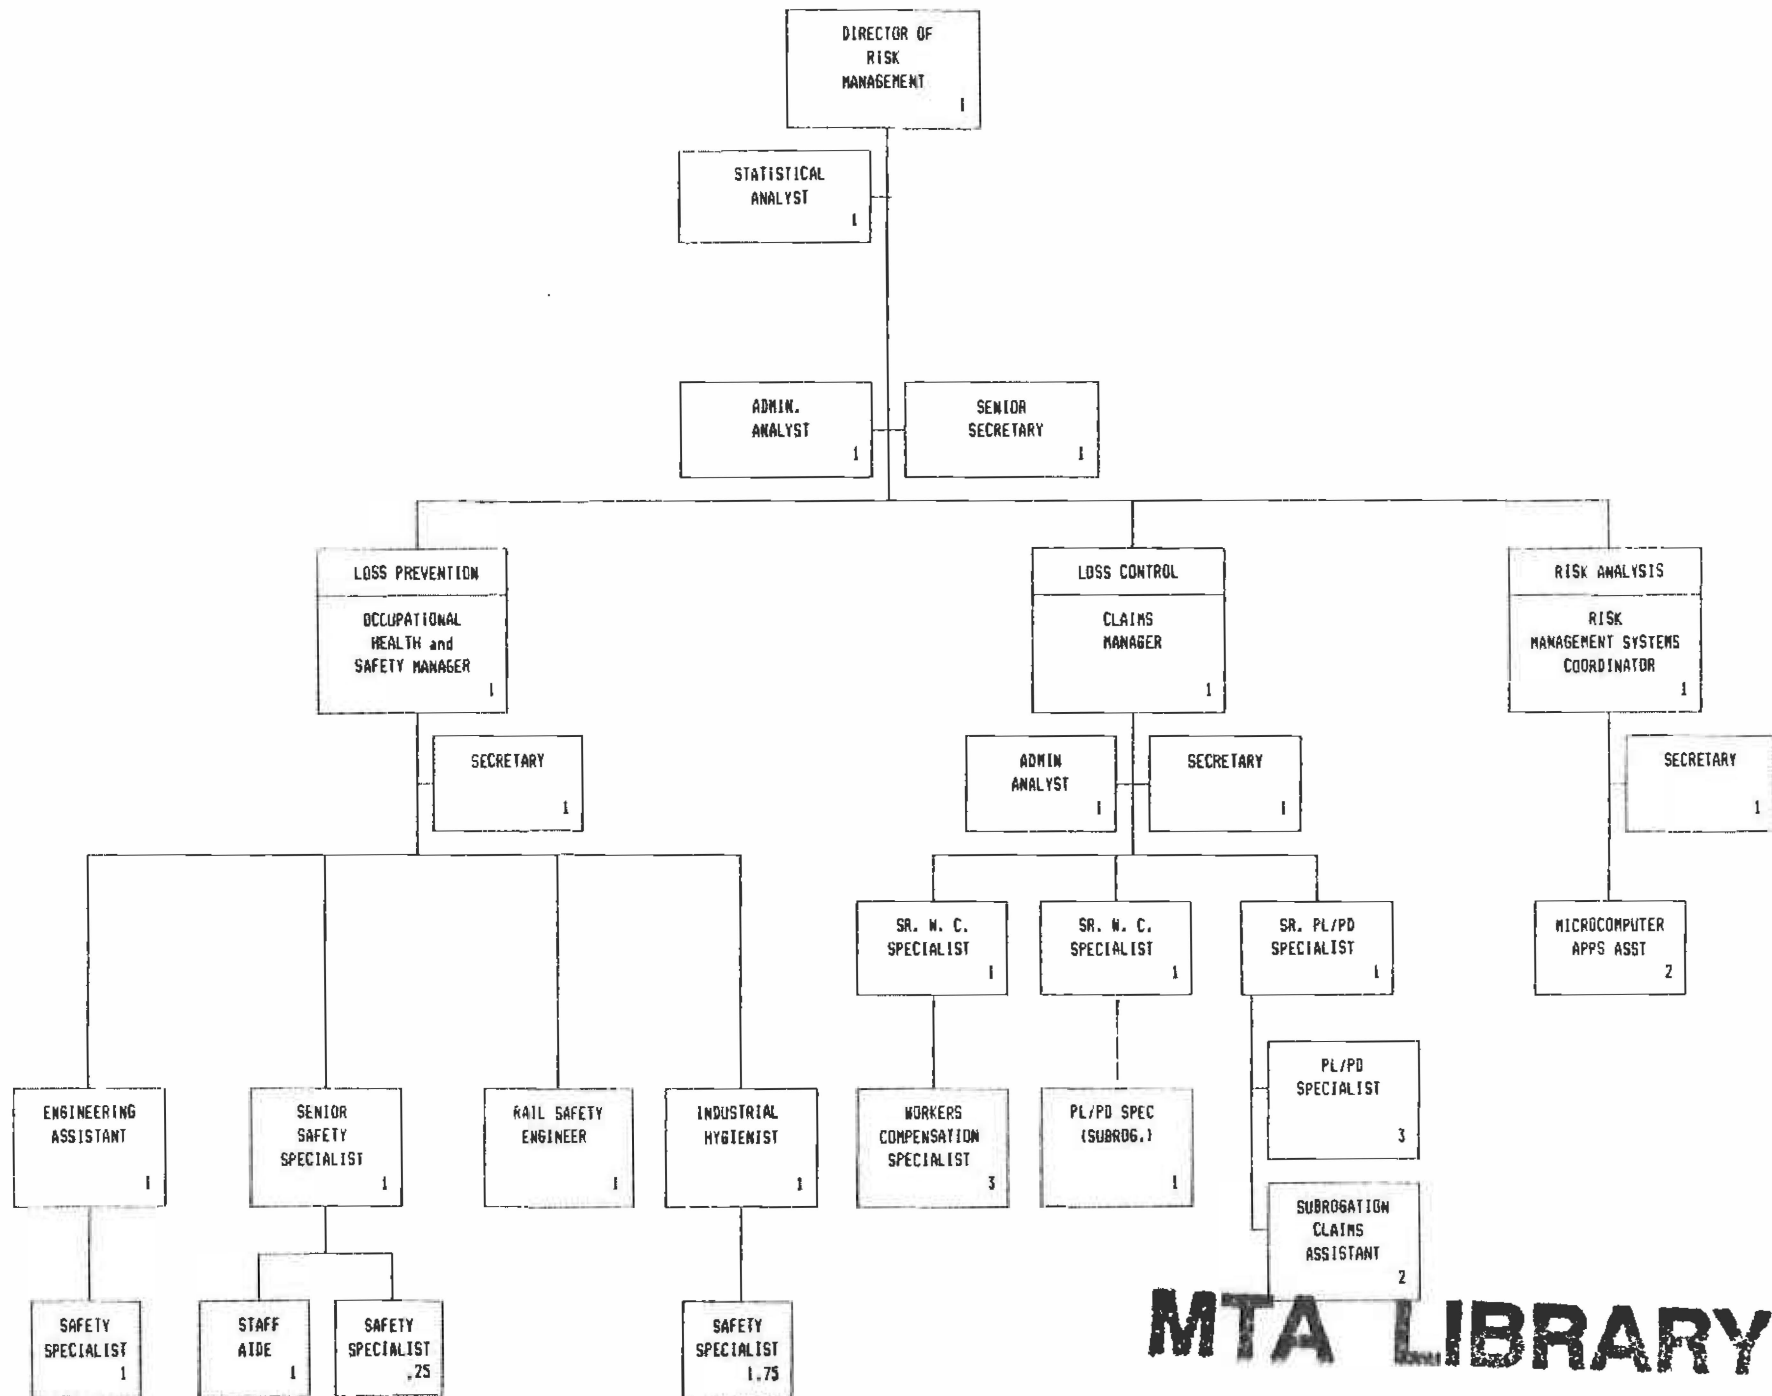 DIRECTOR OF
RISK
MANAGEMENT
1
STATISTICAL
ANALYST
1
ADMIN.
ANALYST
1
SENIOR
SECRETARY
1
LOSS PREVENTION
OCCUPATIONAL
HEALTH and
SAFETY MANAGER
1
LOSS CONTROL
CLAIMS
MANAGER
1
RISK ANALYSIS
RISK
MANAGEMENT SYSTEMS
COORDINATOR
1
SECRETARY
1
ADMIN
ANALYST
1
SECRETARY
1
SECRETARY
1
SR. W. C.
SPECIALIST
1
SR. W. C.
SPECIALIST
1
SR. PL/PD
SPECIALIST
1
MICROCOMPUTER
APPS ASST
2
ENGINEERING
ASSISTANT
1
SENIOR
SAFETY
SPECIALIST
1
RAIL SAFETY
ENGINEER
1
INDUSTRIAL
HYGIENIST
1
WORKERS
COMPENSATION
SPECIALIST
3
PL/PD SPEC
(SUBROG.)
1
PL/PD
SPECIALIST
3
SUBROGATION
CLAIMS
ASSISTANT
2
SAFETY
SPECIALIST
1
STAFF
AIDE
1
SAFETY
SPECIALIST
.25
SAFETY
SPECIALIST
1.75
MTA LIBRARY